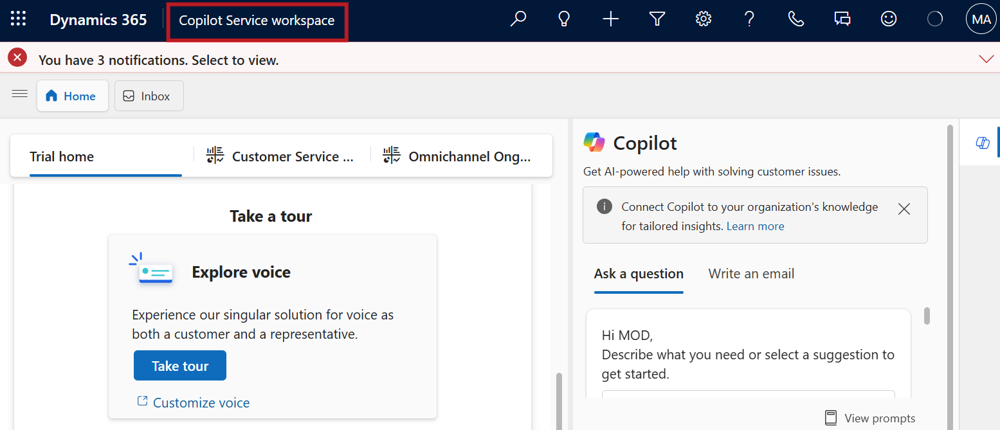 Dynamics 365
Copilot Service workspace
MA
You have 3 notifications. Select to view.
Home
Inbox
Trial home
Customer Service ...
Omnichannel Ong...
Take a tour
Explore voice
Experience our singular solution for voice as
both a customer and a representative.
Take tour
Customize voice
Copilot
Get AI-powered help with solving customer issues.
Connect Copilot to your organization's knowledge
for tailored insights. Learn more
Ask a question
Write an email
Hi MOD,
Describe what you need or select a suggestion to
get started.
View prompts